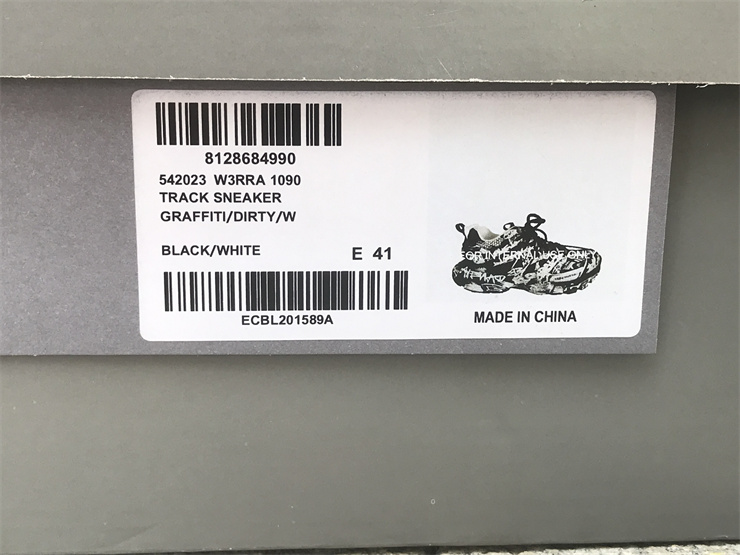 8128684990
542023 W3RRA 1090
TRACK SNEAKER
GRAFFITI/DIRTY/W
BLACK/WHITE E 41
ECBL201589A
FOR INTERNAL USE ONLY
MADE IN CHINA